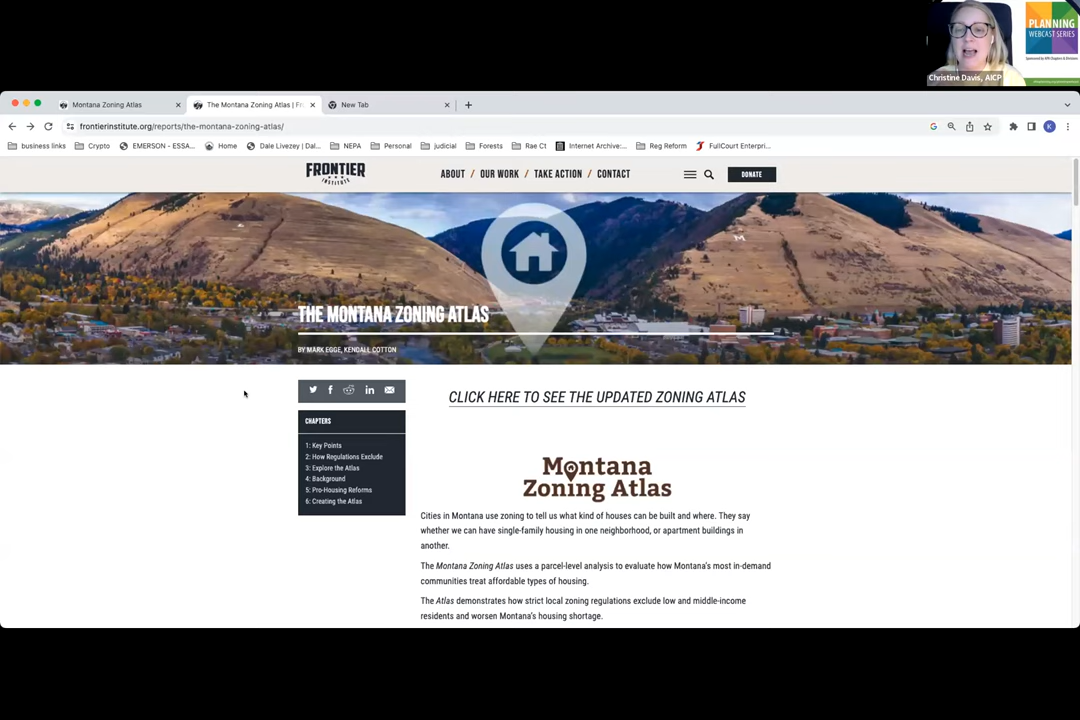 PLANNING
WEBCAST SERIES
Christine Davis, AICP
Montana Zoning Atlas
The Montana Zoning Atlas | Fr
New Tab
frontierinstitute.org/reports/the-montana-zoning-atlas/
business links
Crypto
EMERSON - ESSA...
Home
Dale Livezey | Dal...
NEPA
Personal
judicial
Forests
Rae Ct
Internet Archive:...
Reg Reform
FullCourt Enterpri...
FRONTIER
INSTITUTE
ABOUT / OUR WORK / TAKE ACTION / CONTACT
DONATE
THE MONTANA ZONING ATLAS
BY MARK EGGE, KENDALL COTTON
CLICK HERE TO SEE THE UPDATED ZONING ATLAS
CHAPTERS
1: Key Points
2: How Regulations Exclude
3: Explore the Atlas
4: Background
5: Pro-Housing Reforms
6: Creating the Atlas
Montana
Zoning Atlas
Cities in Montana use zoning to tell us what kind of houses can be built and where. They say
whether we can have single-family housing in one neighborhood, or apartment buildings in
another.
The Montana Zoning Atlas uses a parcel-level analysis to evaluate how Montana's most in-demand
communities treat affordable types of housing.
The Atlas demonstrates how strict local zoning regulations exclude low and middle-income
residents and worsen Montana's housing shortage.